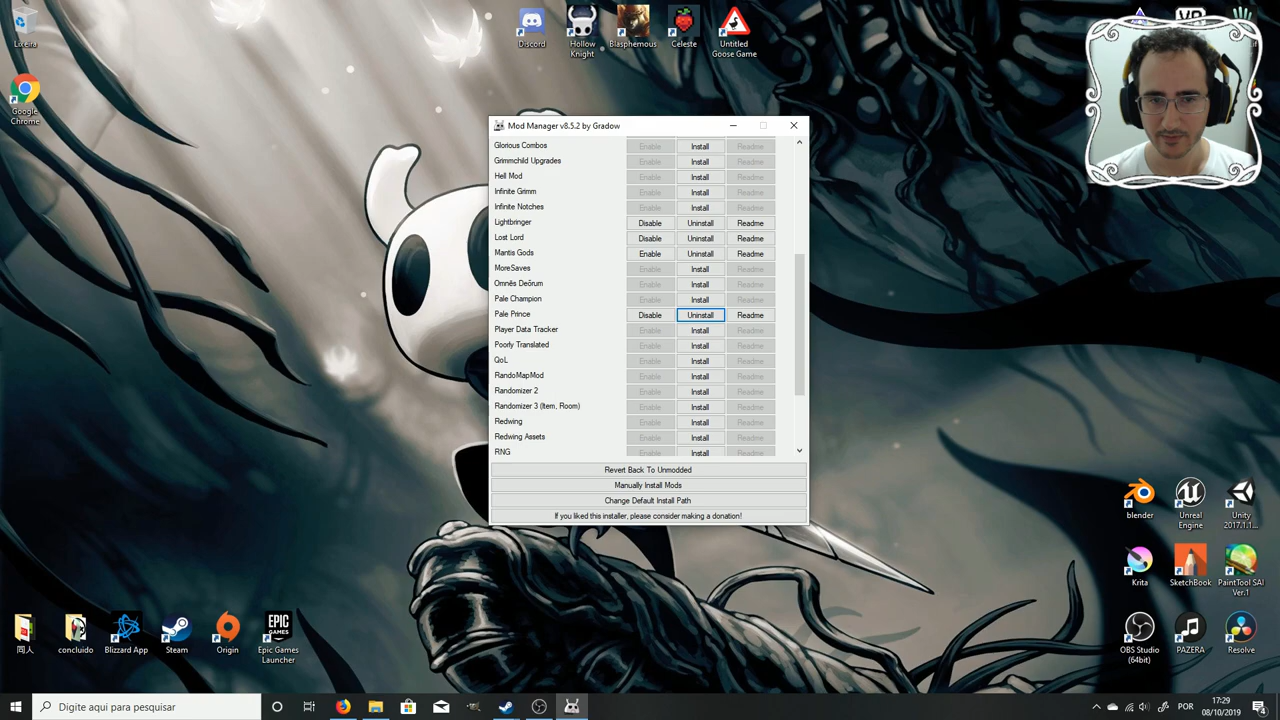 Lixeira
Google
Chrome
Discord
Hollow
Knight
Blasphemous
Celeste
Untitled
Goose Game
Mod Manager v8.5.2 by Gradow
Glorious Combos Enable Install Readme
Grimmchild Upgrades Enable Install Readme
Hell Mod Enable Install Readme
Infinite Grimm Enable Install Readme
Infinite Notches Enable Install Readme
Lightbringer Disable Uninstall Readme
Lost Lord Disable Uninstall Readme
Mantis Gods Enable Uninstall Readme
MoreSaves Enable Install Readme
Omnēs Deōrum Enable Install Readme
Pale Champion Enable Install Readme
Pale Prince Disable Uninstall Readme
Player Data Tracker Enable Install Readme
Poorly Translated Enable Install Readme
QoL Enable Install Readme
RandoMapMod Enable Install Readme
Randomizer 2 Enable Install Readme
Randomizer 3 (Item, Room) Enable Install Readme
Redwing Enable Install Readme
Redwing Assets Enable Install Readme
RNG Enable Install Readme
Revert Back To Unmodded
Manually Install Mods
Change Default Install Path
If you liked this installer, please consider making a donation!
blender
Unreal
Engine
Unity
2017.1.1...
Krita
SketchBook
PaintTool SAI
Ver.1
OBS Studio
(64bit)
PAZERA
Resolve
同人
concluido
Blizzard App
Steam
Origin
EPIC
GAMES
Epic Games
Launcher
Digite aqui para pesquisar
POR
17:29
08/10/2019
4